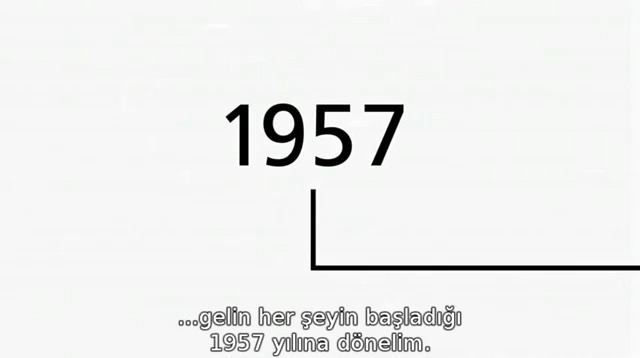 1957
...gelin her şeyin başladığı
1957 yılına dönelim.